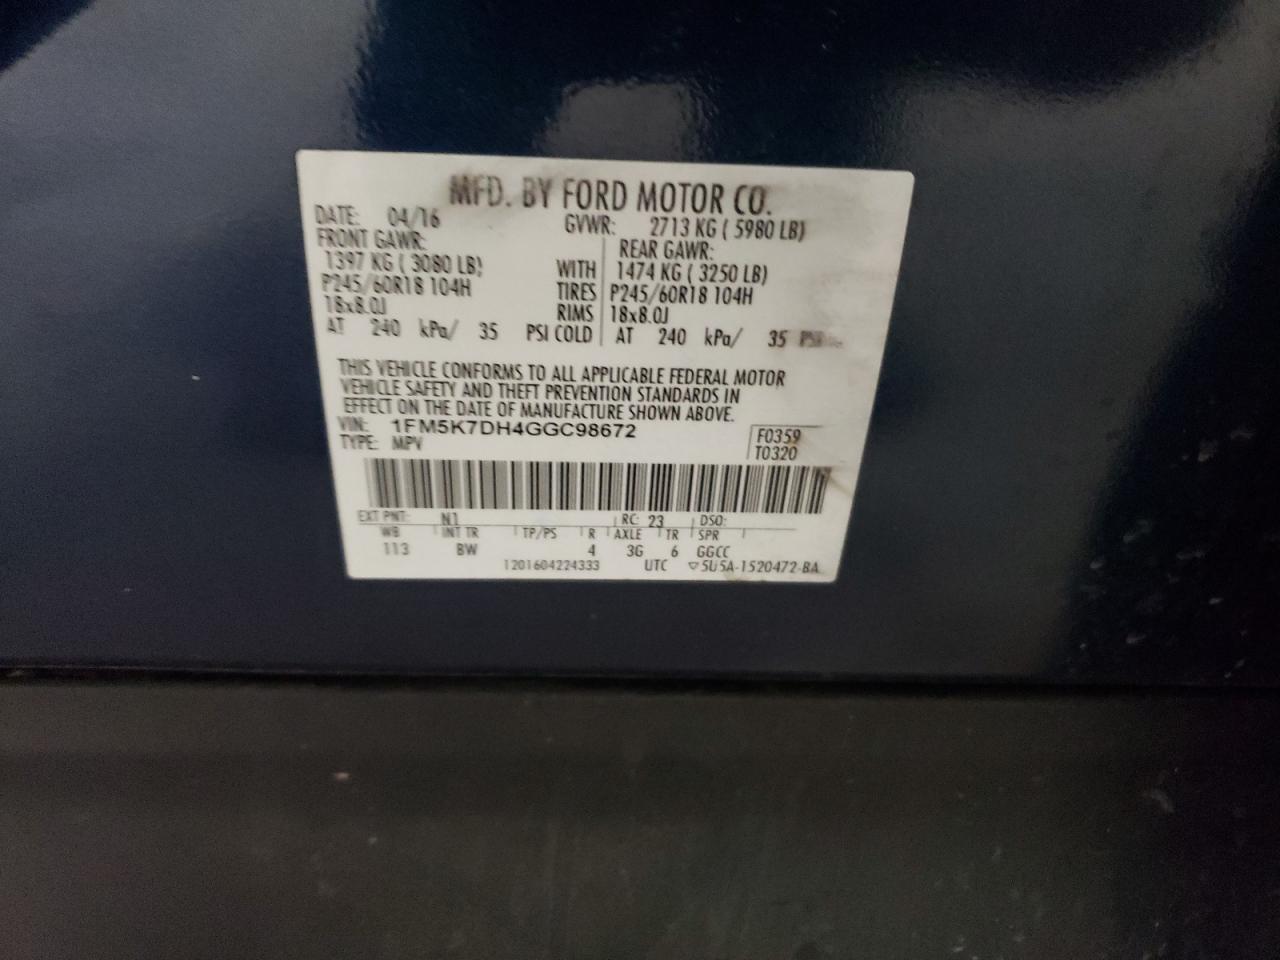 MFD. BY FORD MOTOR CO.
DATE: 04/16 GVWR: 2713 KG ( 5980 LB)
FRONT GAWR: REAR GAWR:
1397 KG ( 3080 LB) WITH 1474 KG ( 3250 LB)
P245/60R18 104H TIRES P245/60R18 104H
18x8.0J RIMS 18x8.0J
AT 240 kPa/ 35 PSI COLD AT 240 kPa/ 35 PSI
THIS VEHICLE CONFORMS TO ALL APPLICABLE FEDERAL MOTOR
VEHICLE SAFETY AND THEFT PREVENTION STANDARDS IN
EFFECT ON THE DATE OF MANUFACTURE SHOWN ABOVE.
VIN: 1FM5K7DH4GGC98672 F0359
TYPE: MPV T0320
EXT PNT: N1 RC: 23 DSO:
WB INT TR TP/PS R AXLE TR SPR
113 BW 4 3G 6 GGCC
1201604224333 UTC ▽5U5A-1520472-BA